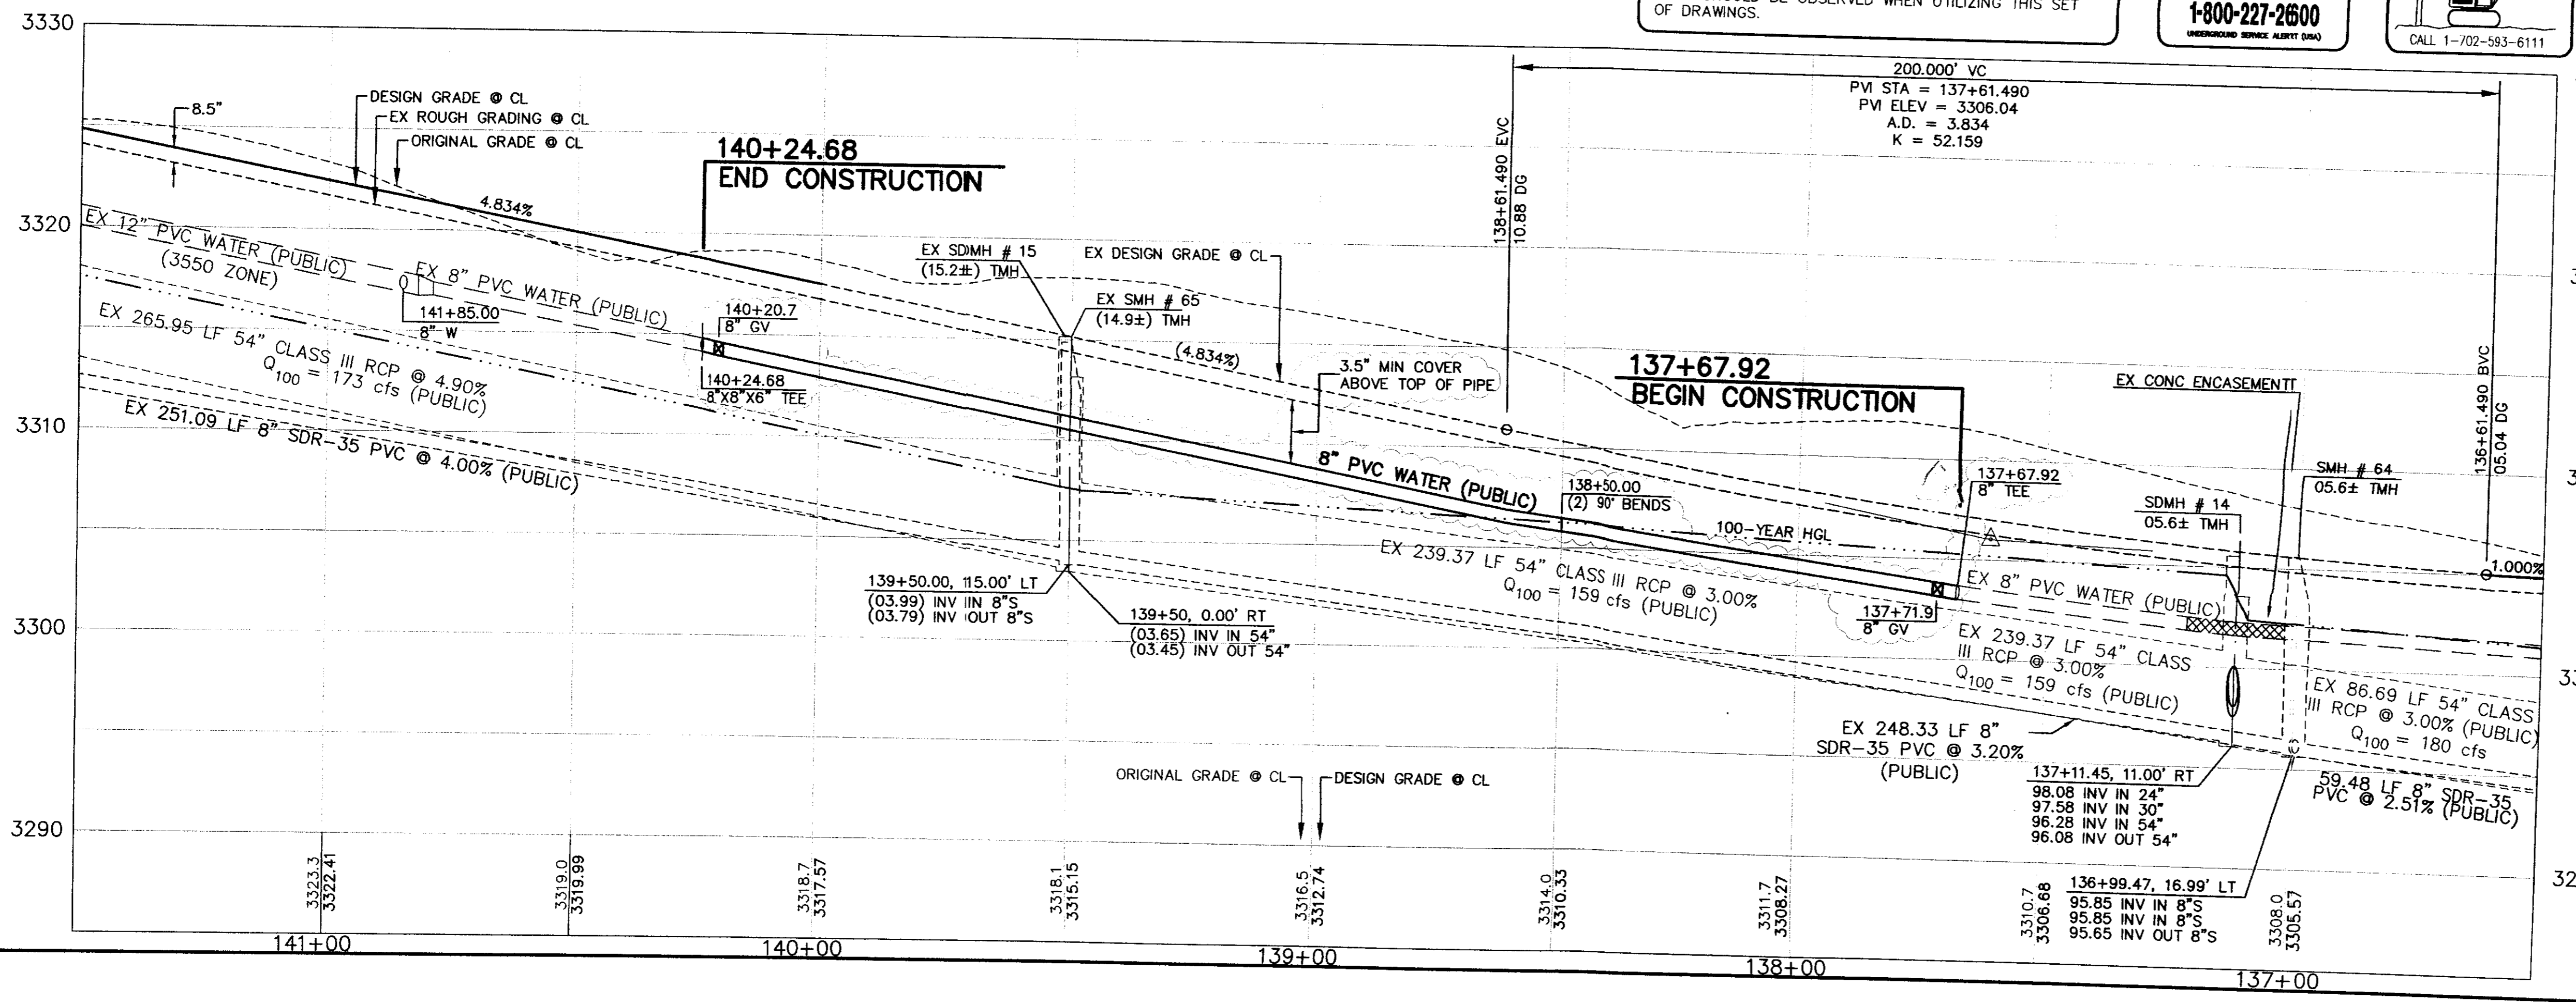 SHOULD BE OBSERVED WHEN UTILIZING THIS SET
OF DRAWINGS.
1-800-227-26600
UNDERGROUND SERVICE ALERTT (USA)
CALL 1-702-593-6111
3330
3320
3310
3300
3290
8.5"
DESIGN GRADE @ CL
EX ROUGH GRADING @ CL
ORIGINAL GRADE @ CL
4.834%
140+24.68
END CONSTRUCTION
200.000' VC
PVI STA = 137+61.490
PVI ELEV = 3306.04
A.D. = 3.834
K = 52.159
138+61.490 EVC
10.88 DG
136+61.490 BVC
05.04 DG
EX 12" PVC WATER (PUBLIC)
(3550 ZONE)
EX 8" PVC WATER (PUBLIC)
141+85.00
8" W
EX 265.95 LF 54" CLASS III RCP @ 4.90%
Q100 = 173 cfs (PUBLIC)
EX 251.09 LF 8" SDR-35 PVC @ 4.00% (PUBLIC)
140+20.7
8" GV
140+24.68
8"X8"X6" TEE
EX SDMH # 15
(15.2±) TMH
EX SMH # 65
(14.9±) TMH
EX DESIGN GRADE @ CL
(4.834%)
3.5" MIN COVER
ABOVE TOP OF PIPE
137+67.92
BEGIN CONSTRUCTION
EX CONC ENCASEMENTT
8" PVC WATER (PUBLIC)
138+50.00
(2) 90° BENDS
137+67.92
8" TEE
SMH # 64
05.6± TMH
SDMH # 14
05.6± TMH
100-YEAR HGL
1.000%
139+50.00, 115.00' LT
(03.99) INV IIN 8"S
(03.79) INV OUT 8"S
139+50, 0.00' RT
(03.65) INV IN 54"
(03.45) INV OUT 54"
EX 239.37 LF 54" CLASS III RCP @ 3.00%
Q100 = 159 cfs (PUBLIC)
137+71.9
8" GV
EX 8" PVC WATER (PUBLIC)
EX 239.37 LF 54" CLASS
III RCP @ 3.00%
Q100 = 159 cfs (PUBLIC)
EX 86.69 LF 54" CLASS
III RCP @ 3.00% (PUBLIC)
Q100 = 180 cfs
EX 248.33 LF 8"
SDR-35 PVC @ 3.20%
(PUBLIC)
59.48 LF 8" SDR-35
PVC @ 2.51% (PUBLIC)
137+11.45, 11.00' RT
98.08 INV IN 24"
97.58 INV IN 30"
96.28 INV IN 54"
96.08 INV OUT 54"
136+99.47, 16.99' LT
95.85 INV IN 8"S
95.85 INV IN 8"S
95.65 INV OUT 8"S
ORIGINAL GRADE @ CL
DESIGN GRADE @ CL
3323.3
3322.41
3319.0
3319.99
3318.7
3317.57
3318.1
3315.15
3316.5
3312.74
3314.0
3310.33
3311.7
3308.27
3310.7
3306.68
3308.0
3305.57
141+00
140+00
139+00
138+00
137+00